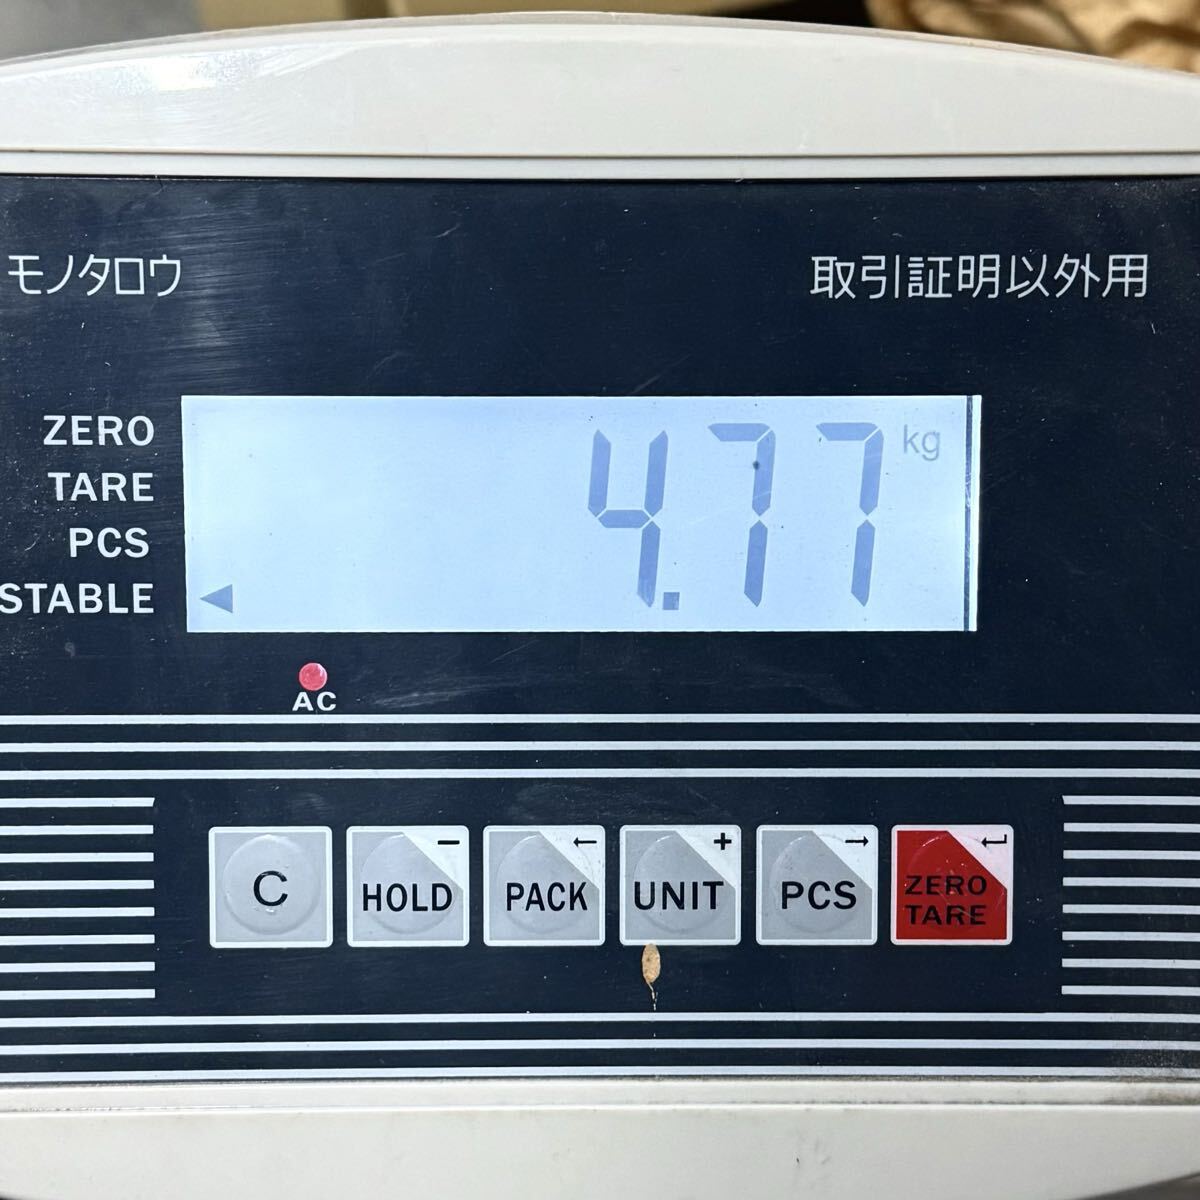 モノタロウ 取引証明以外用
ZERO
TARE
PCS
STABLE
4.77 kg
AC
C HOLD − PACK ← UNIT + PCS → ZERO TARE ↵